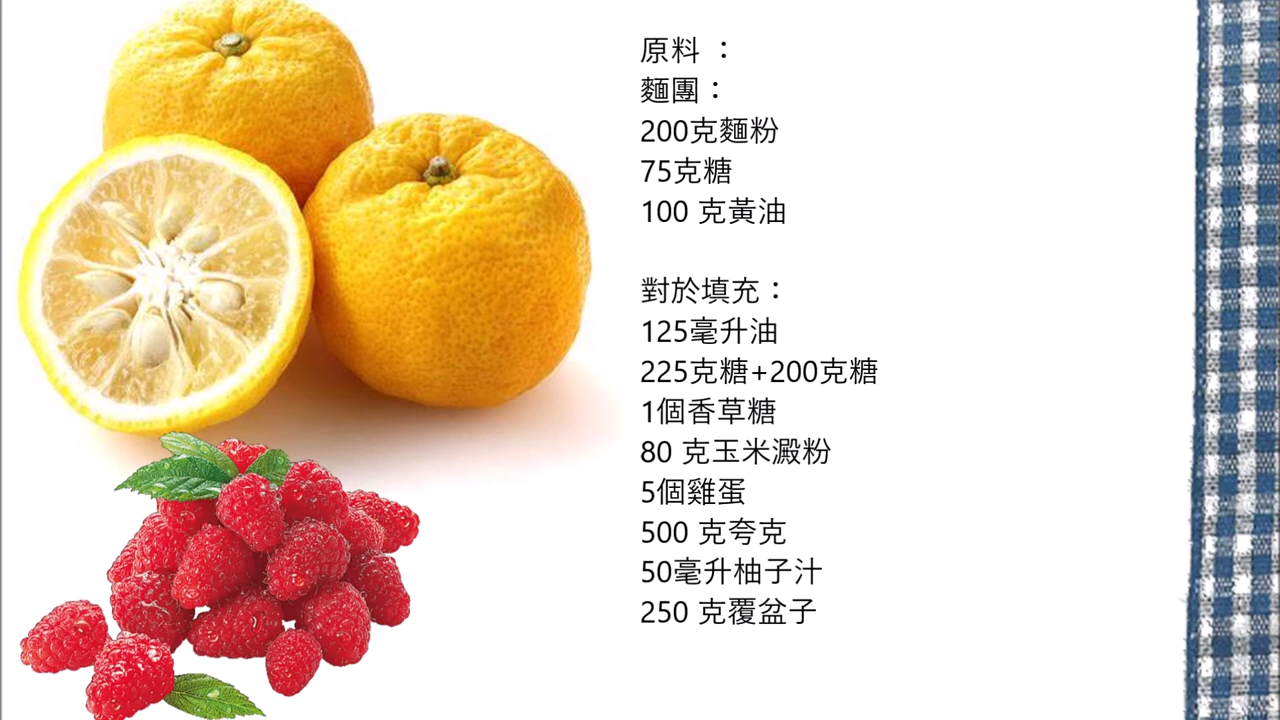 原料 ：
麵團：
200克麵粉
75克糖
100 克黃油
對於填充：
125毫升油
225克糖+200克糖
1個香草糖
80 克玉米澱粉
5個雞蛋
500 克夸克
50毫升柚子汁
250 克覆盆子